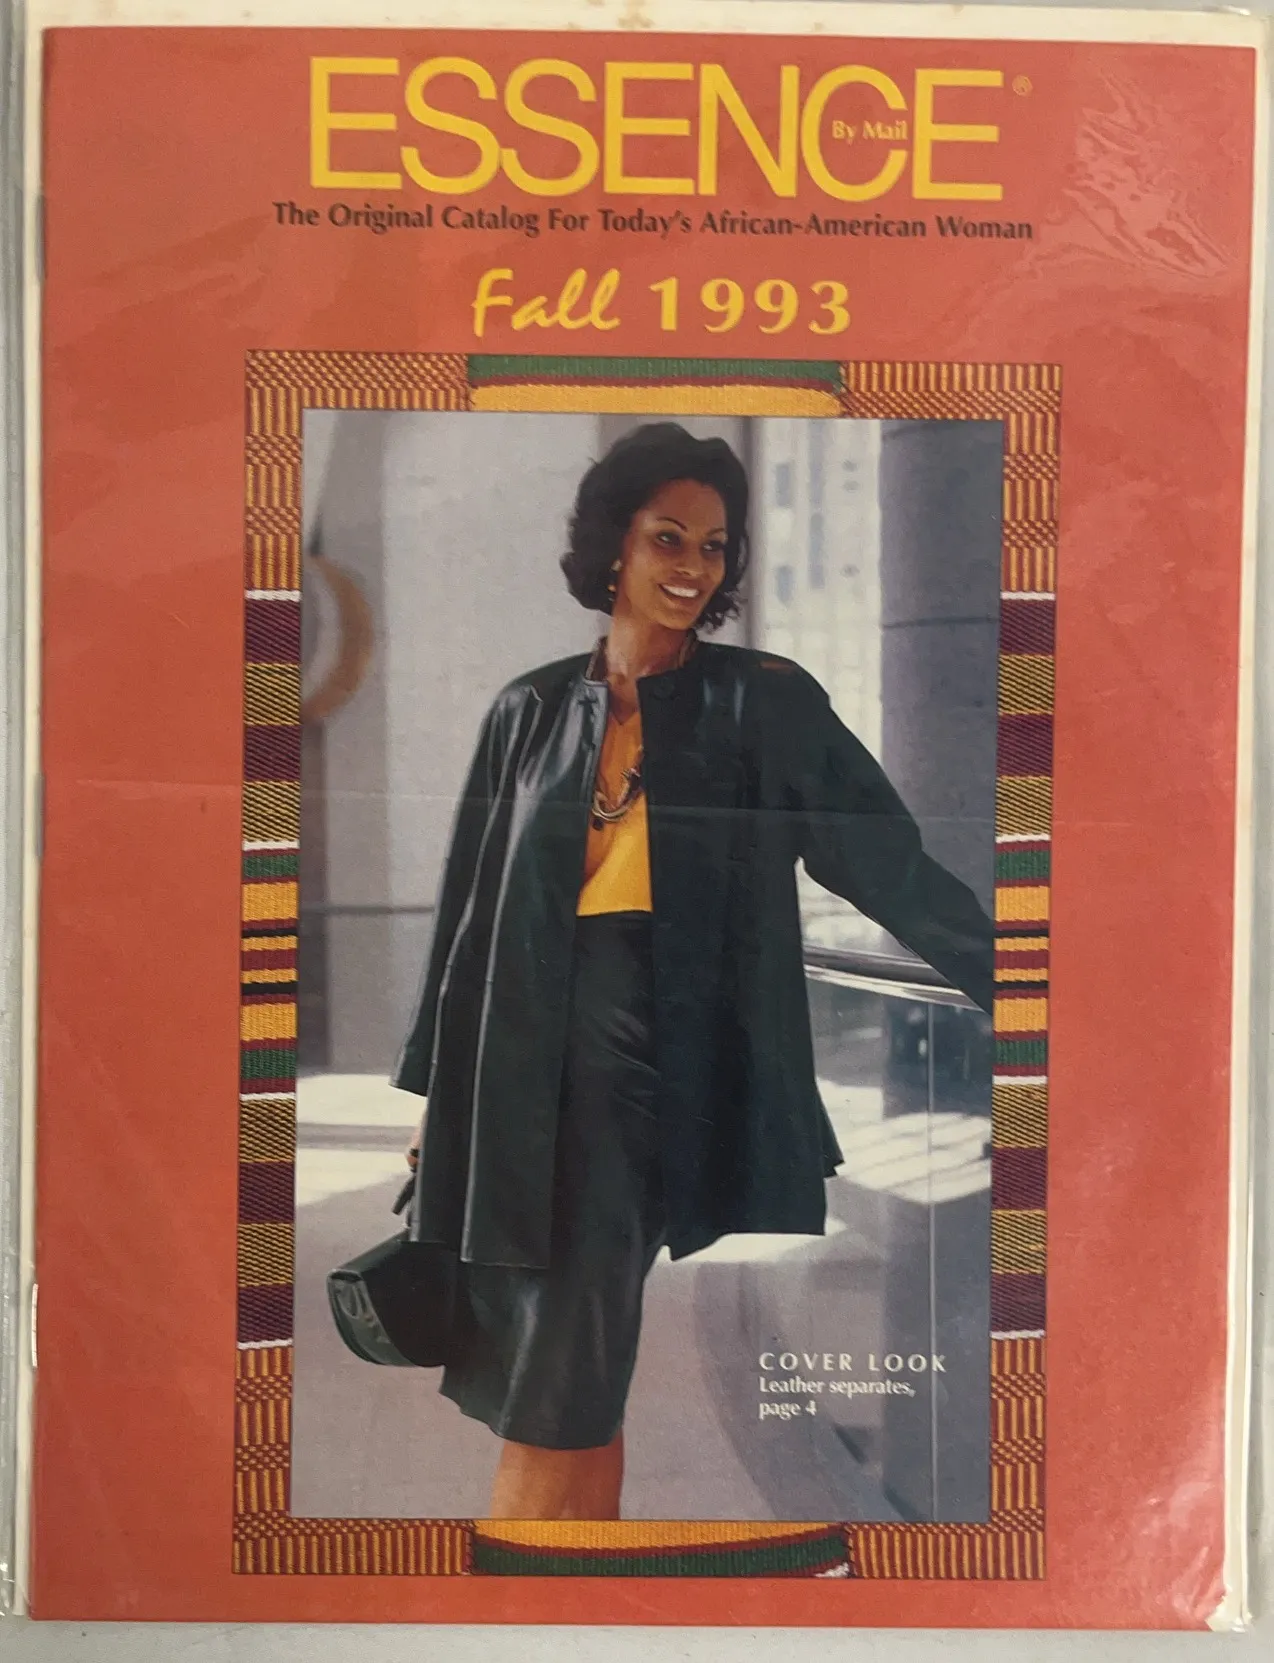 ESSENCE®
By Mail
The Original Catalog For Today's African-American Woman
Fall 1993
COVER LOOK
Leather separates,
page 4